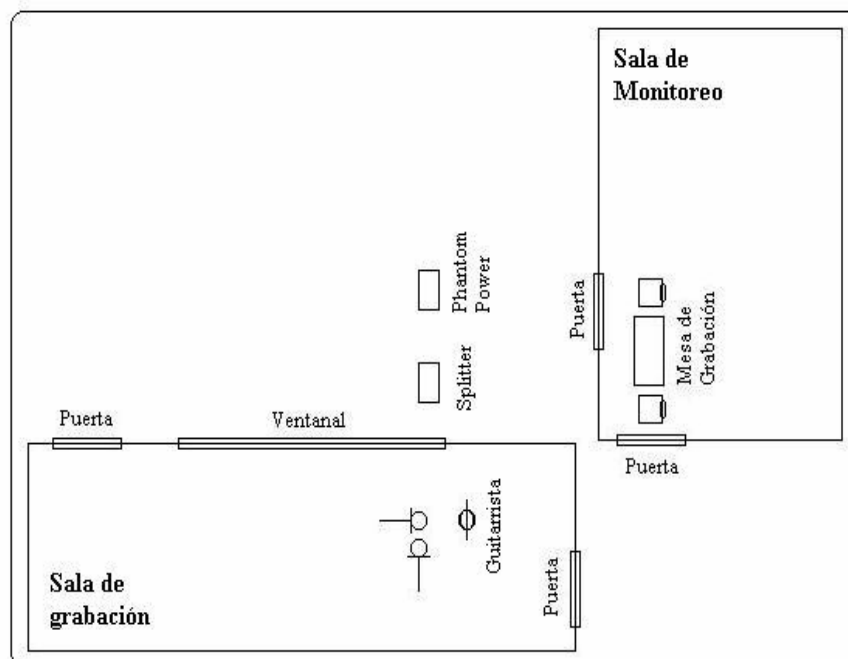 Sala de
Monitoreo
Phantom
Power
Puerta
Mesa de
Grabación
Splitter
Puerta
Ventanal
Puerta
Guitarrista
Puerta
Sala de
grabación